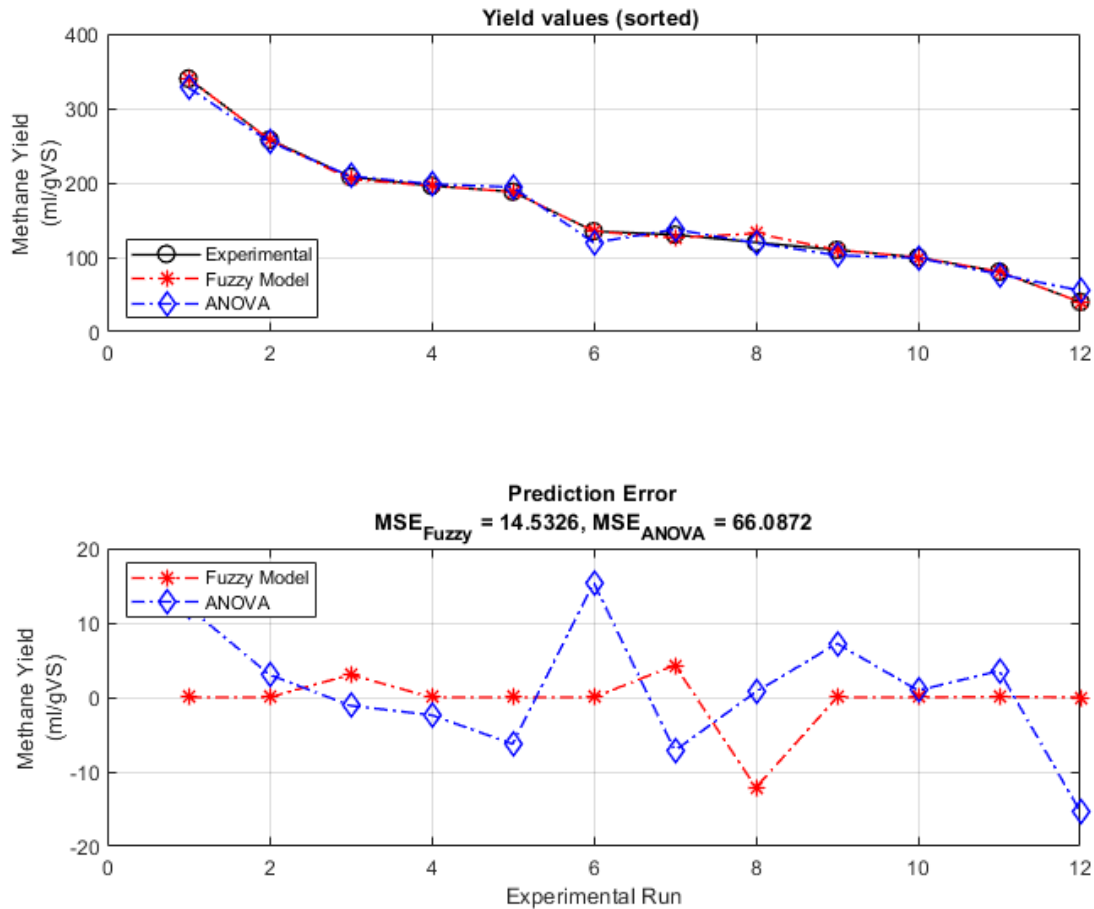 Yield values (sorted)
400
300
200
100
0
Methane Yield
(ml/gVS)
Experimental
Fuzzy Model
ANOVA
0 2 4 6 8 10 12
Prediction Error
MSE_Fuzzy = 14.5326, MSE_ANOVA = 66.0872
20
10
0
-10
-20
Methane Yield
(ml/gVS)
Fuzzy Model
ANOVA
0 2 4 6 8 10 12
Experimental Run